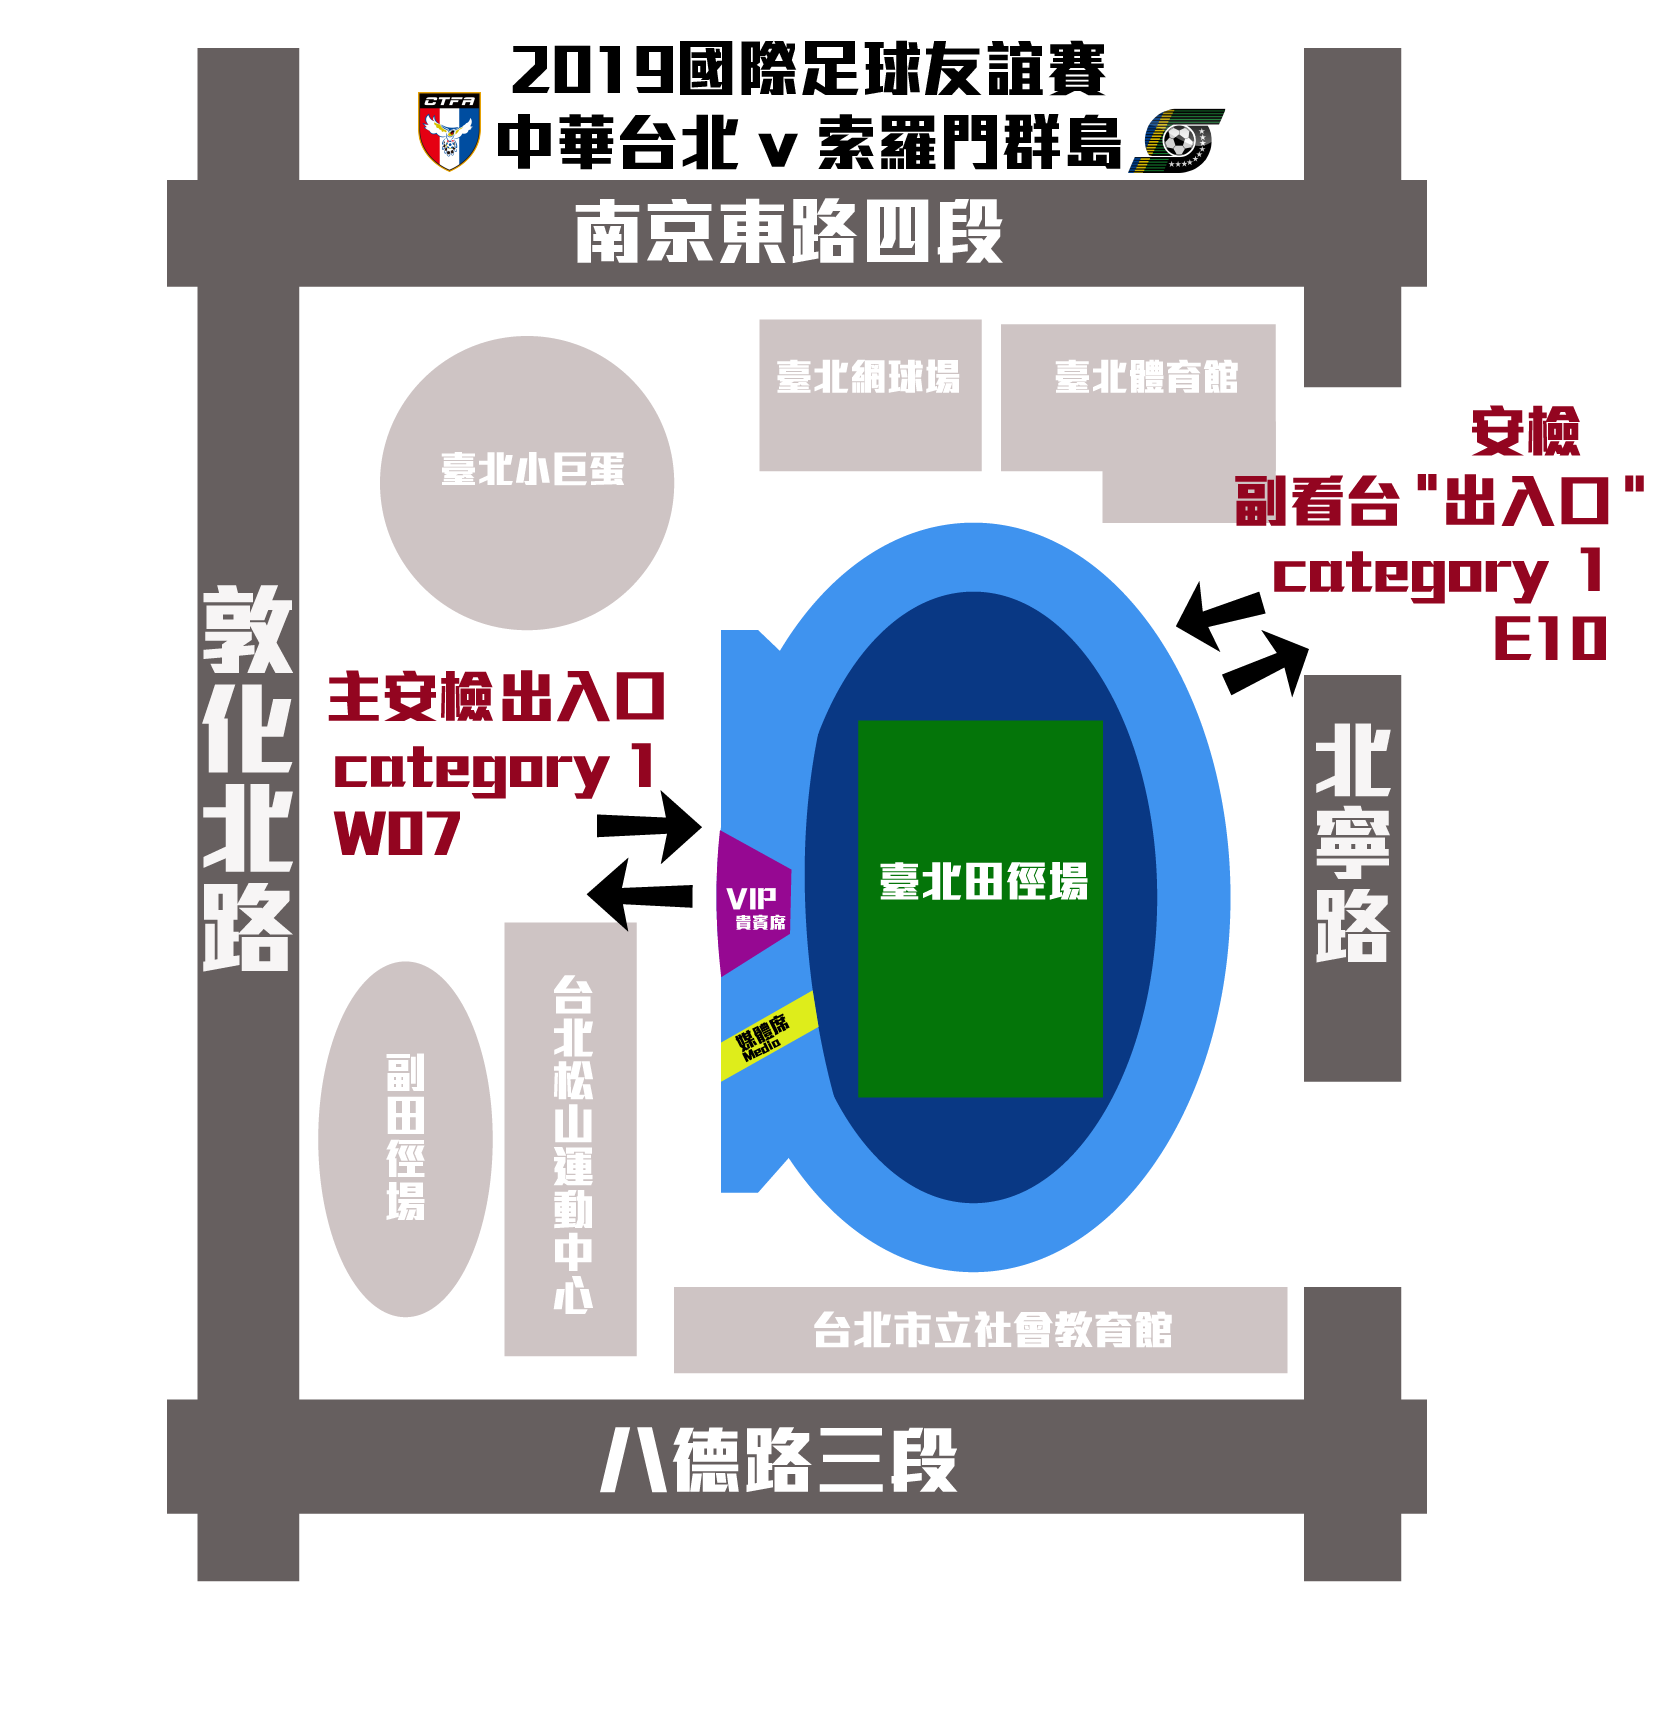 2019國際足球友誼賽
CTFA
中華台北 v 索羅門群島
南京東路四段
臺北網球場
臺北體育館
臺北小巨蛋
安檢
副看台"出入口"
category 1
E10
敦化北路
主安檢出入口
category 1
W07
北寧路
臺北田徑場
VIP
貴賓席
媒體席
Media
台北松山運動中心
副田徑場
台北市立社會教育館
八德路三段